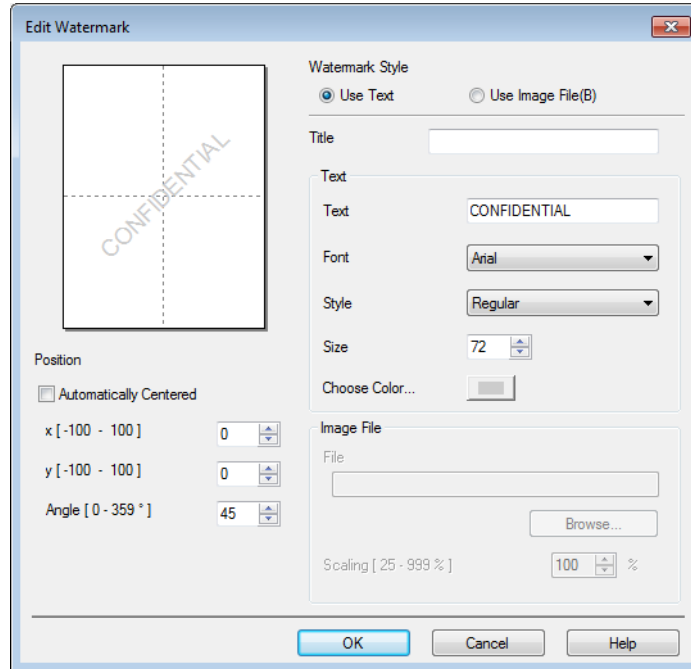 Edit Watermark
CONFIDENTIAL
Position
Automatically Centered
x [ -100 - 100 ] 0
y [ -100 - 100 ] 0
Angle [ 0 - 359 ° ] 45
Watermark Style
Use Text Use Image File(B)
Title
Text
Text CONFIDENTIAL
Font Arial
Style Regular
Size 72
Choose Color...
Image File
File
Browse...
Scaling [ 25 - 999 % ] 100 %
OK Cancel Help